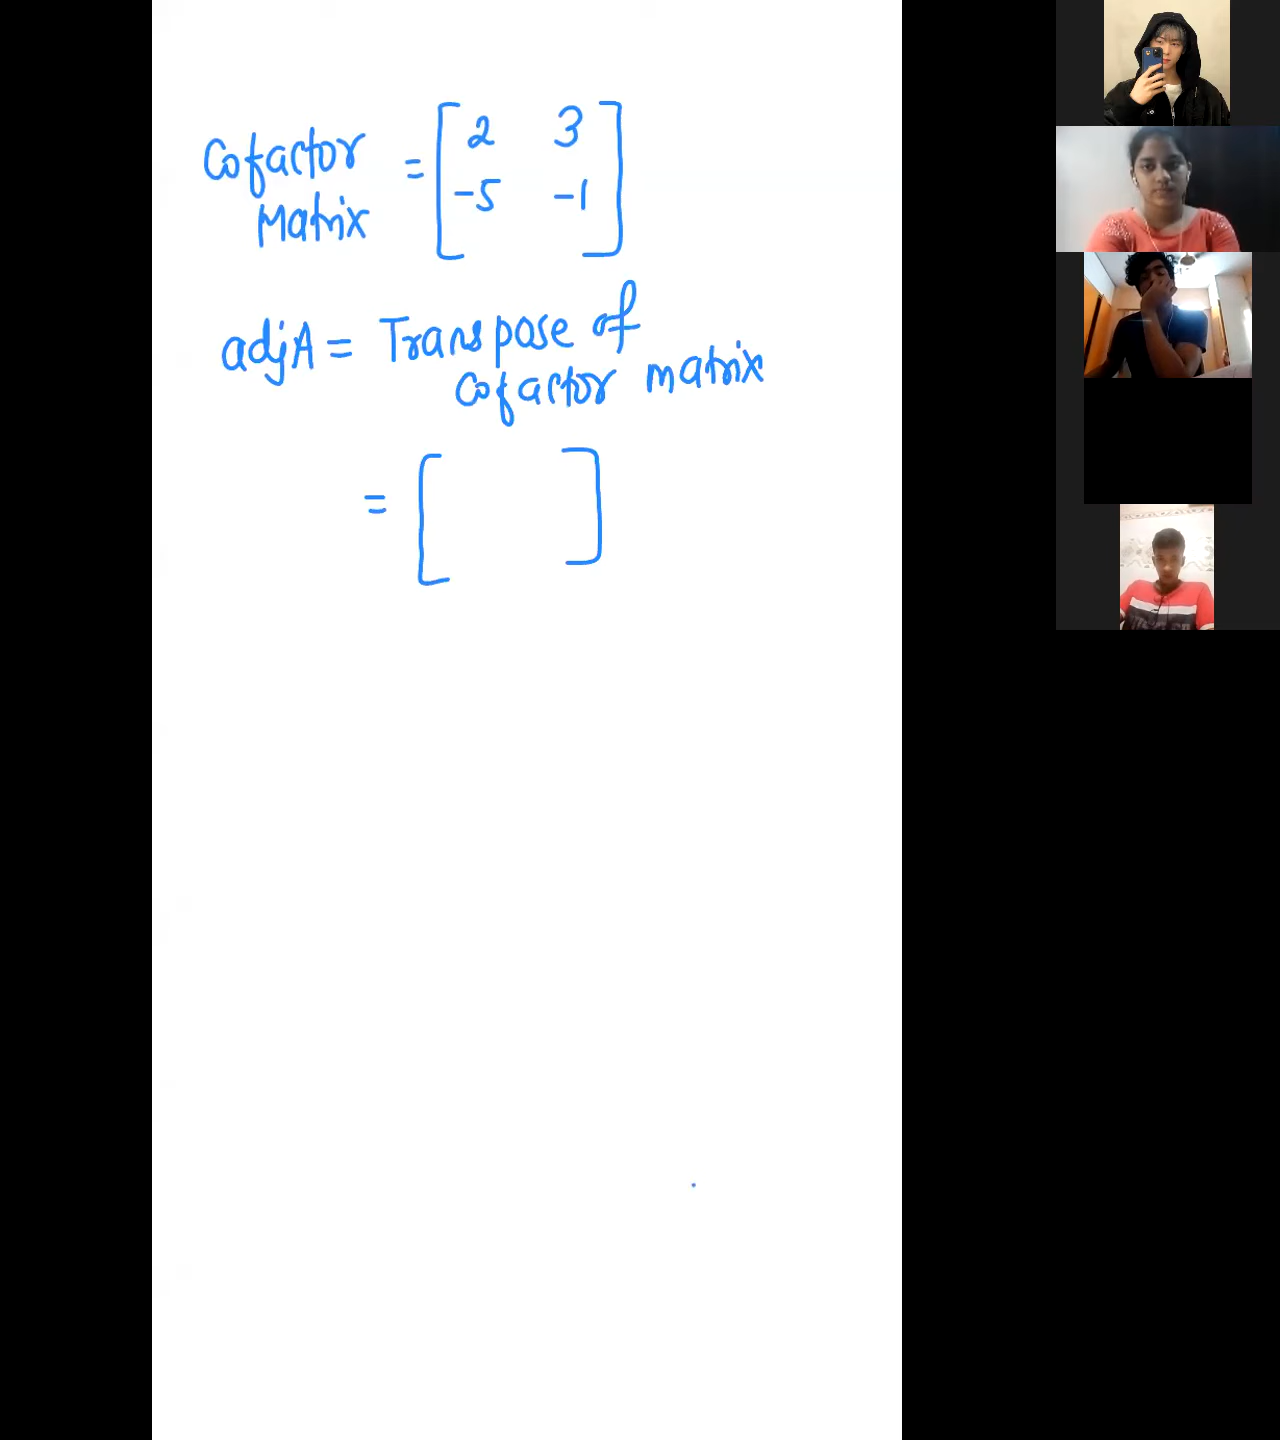 Cofactor Matrix = [ 2 3
-5 -1 ]
adjA = Transpose of
cofactor matrix
= [ ]